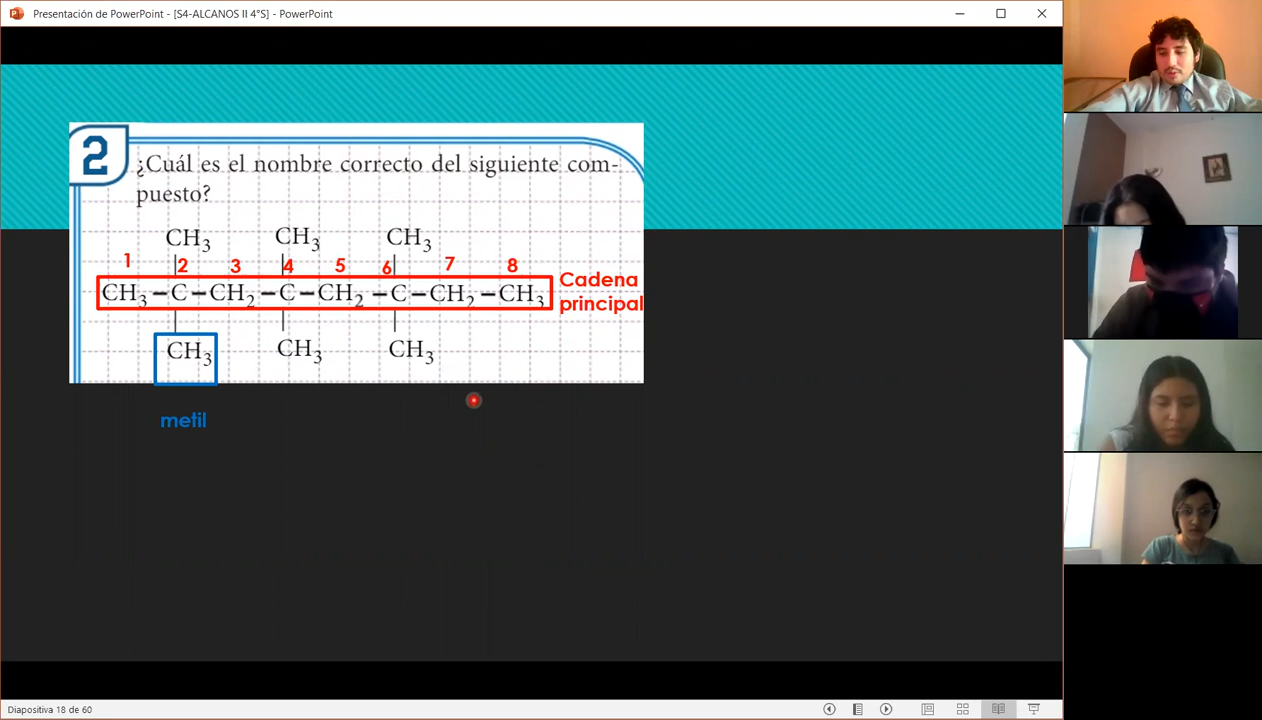 Presentación de PowerPoint - [S4-ALCANOS II 4°S] - PowerPoint
2
¿Cuál es el nombre correcto del siguiente com-
puesto?
CH₃ CH₃ CH₃
1 2 3 4 5 6 7 8
CH₃ – C – CH₂ – C – CH₂ – C – CH₂ – CH₃
Cadena
principal
CH₃ CH₃ CH₃
metil
Diapositiva 18 de 60